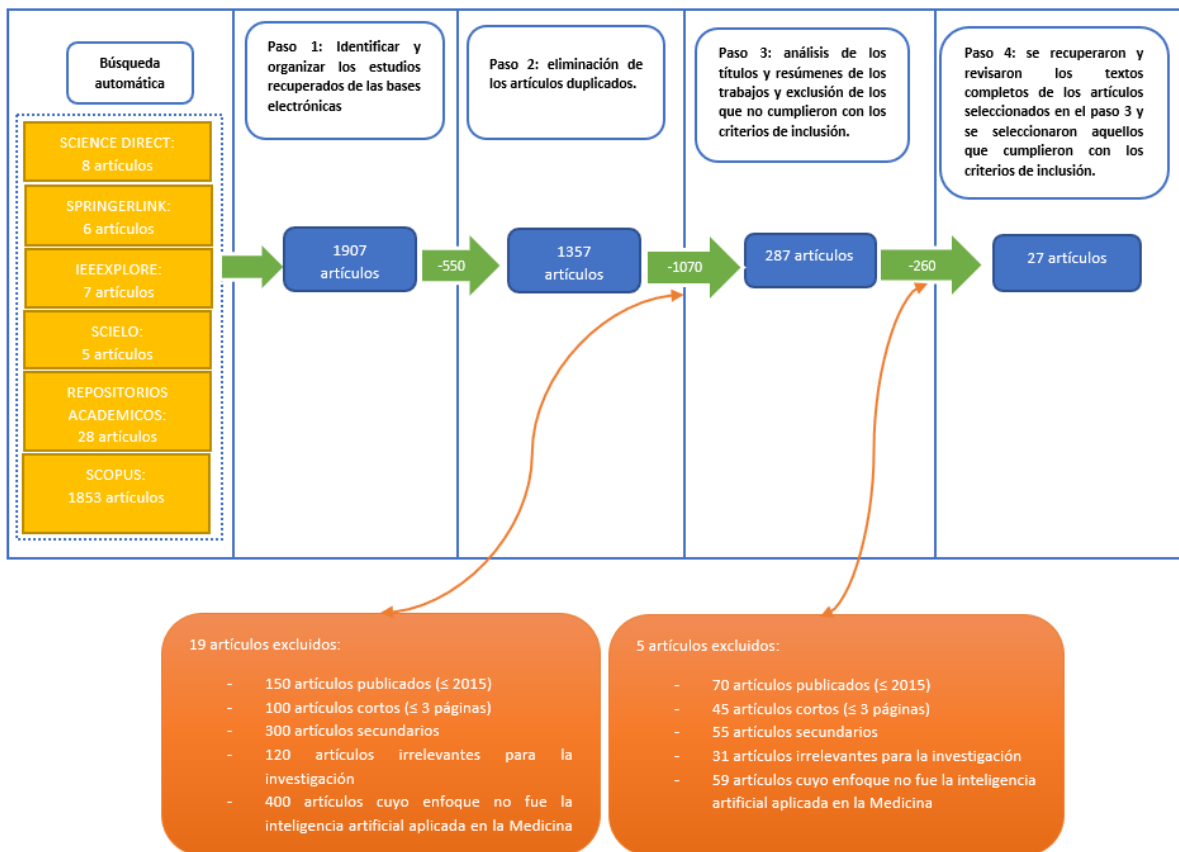 Búsqueda
automática
SCIENCE DIRECT:
8 artículos
SPRINGERLINK:
6 artículos
IEEEXPLORE:
7 artículos
SCIELO:
5 artículos
REPOSITORIOS
ACADEMICOS:
28 artículos
SCOPUS:
1853 artículos
Paso 1: Identificar y
organizar los estudios
recuperados de las bases
electrónicas
1907
artículos
-550
Paso 2: eliminación de
los artículos duplicados.
1357
artículos
-1070
Paso 3: análisis de los
títulos y resúmenes de los
trabajos y exclusión de los
que no cumplieron con los
criterios de inclusión.
287 artículos
-260
Paso 4: se recuperaron y
revisaron los textos
completos de los artículos
seleccionados en el paso 3 y
se seleccionaron aquellos
que cumplieron con los
criterios de inclusión.
27 artículos
19 artículos excluidos:
- 150 artículos publicados (≤ 2015)
- 100 artículos cortos (≤ 3 páginas)
- 300 artículos secundarios
- 120 artículos irrelevantes para la
investigación
- 400 artículos cuyo enfoque no fue la
inteligencia artificial aplicada en la Medicina
5 artículos excluidos:
- 70 artículos publicados (≤ 2015)
- 45 artículos cortos (≤ 3 páginas)
- 55 artículos secundarios
- 31 artículos irrelevantes para la investigación
- 59 artículos cuyo enfoque no fue la inteligencia
artificial aplicada en la Medicina